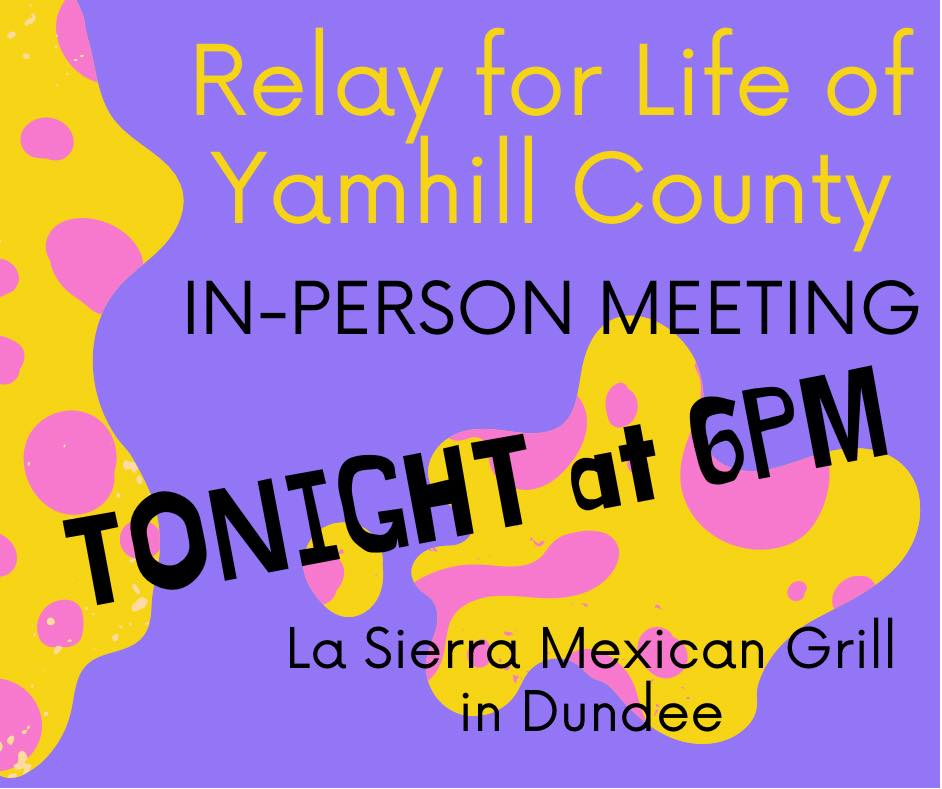 Relay for Life of
Yamhill County
IN-PERSON MEETING
TONIGHT at 6PM
La Sierra Mexican Grill
in Dundee